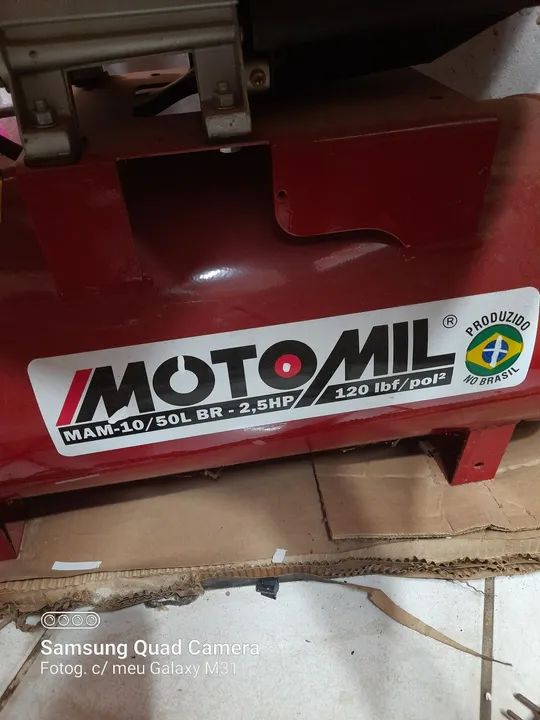 MOTOMIL ®
MAM-10/50L BR - 2,5HP
120 lbf/pol²
PRODUZIDO
NO BRASIL
Samsung Quad Camera
Fotog. c/ meu Galaxy M31